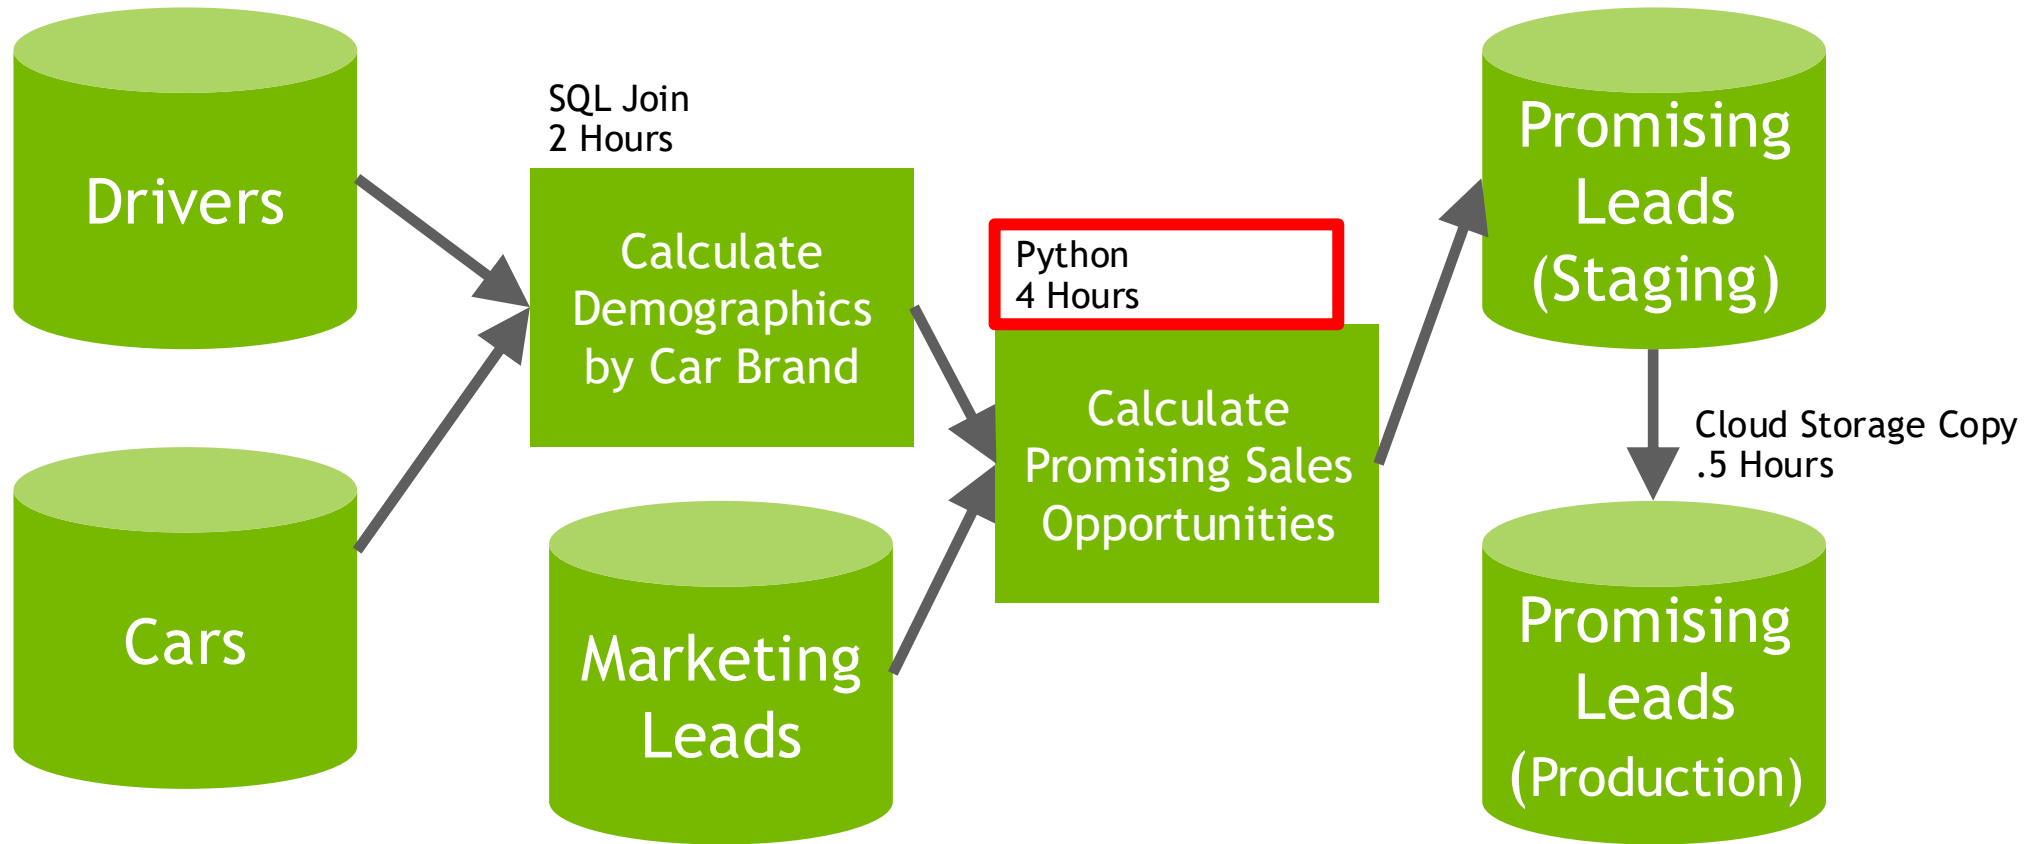 Drivers
Cars
SQL Join
2 Hours
Calculate
Demographics
by Car Brand
Marketing
Leads
Python
4 Hours
Calculate
Promising Sales
Opportunities
Promising
Leads
(Staging)
Cloud Storage Copy
.5 Hours
Promising
Leads
(Production)